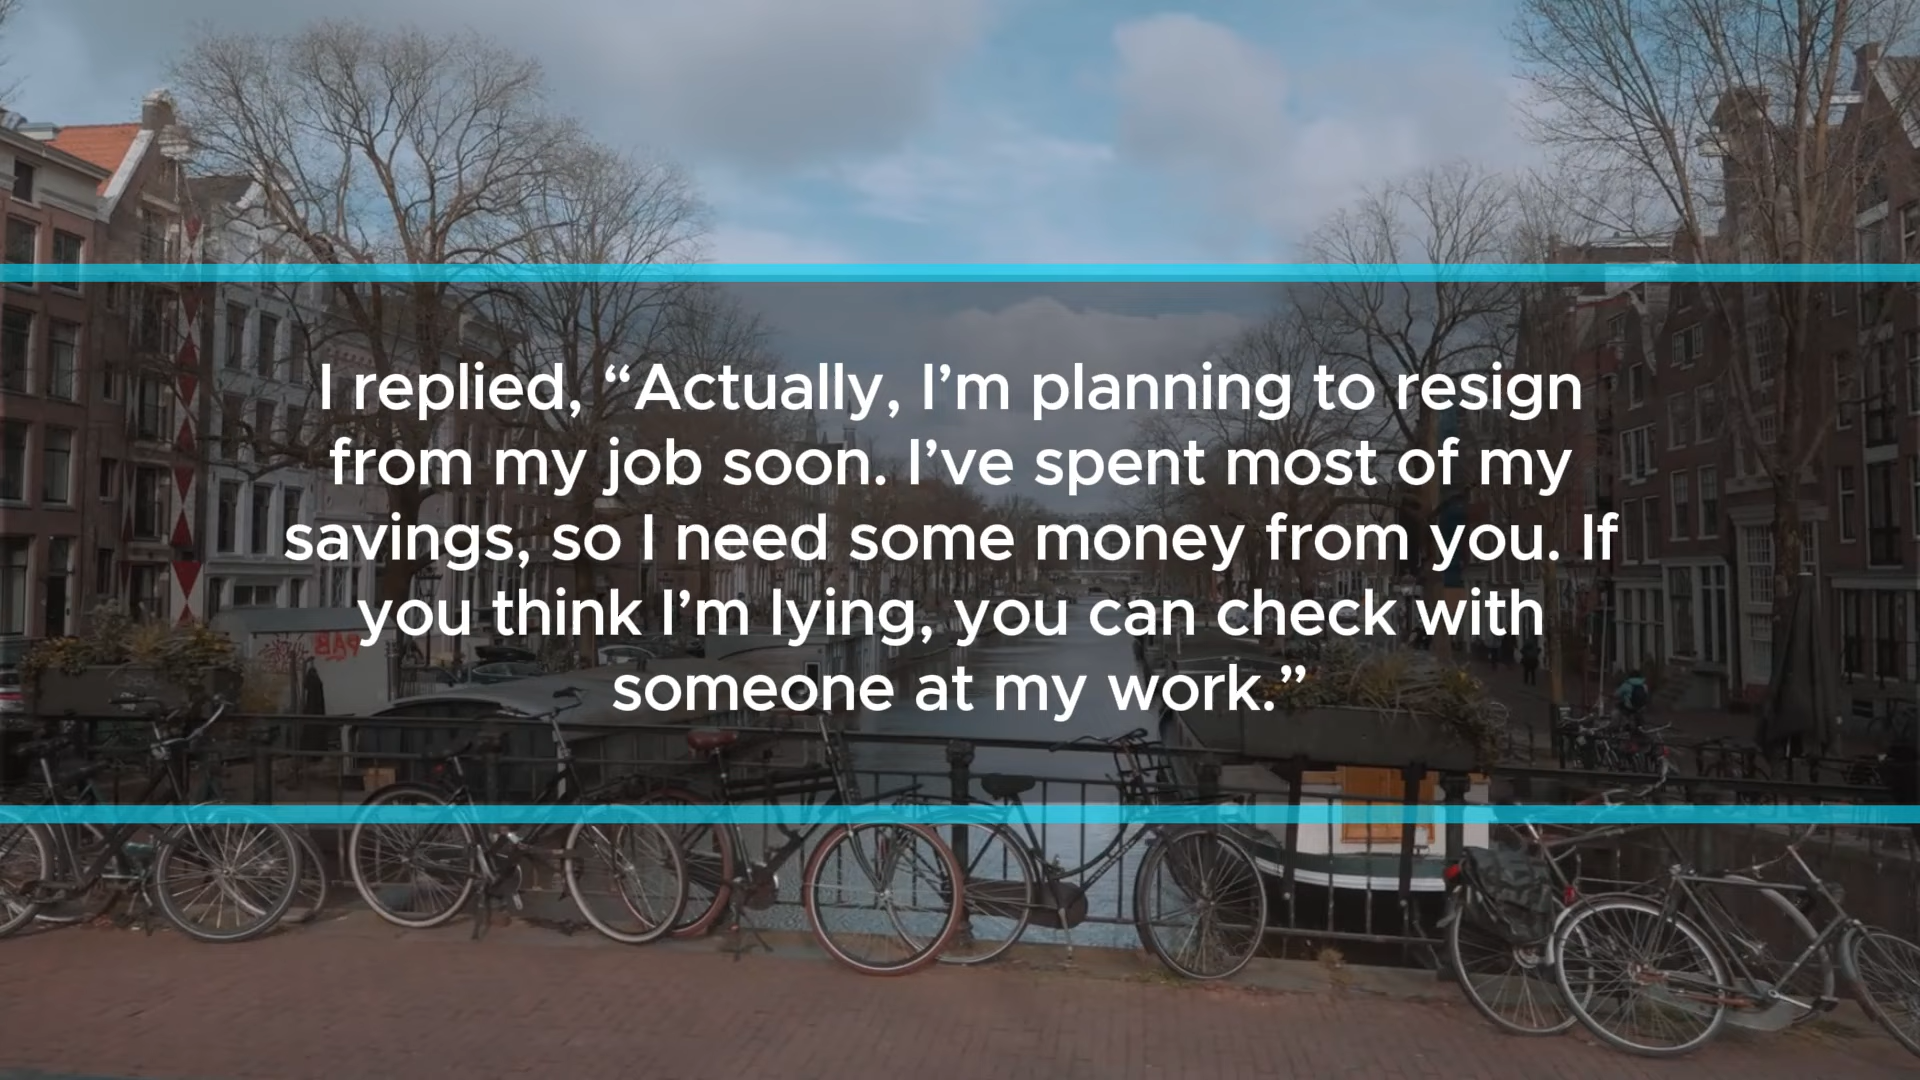 I replied, “Actually, I’m planning to resign
from my job soon. I’ve spent most of my
savings, so I need some money from you. If
you think I’m lying, you can check with
someone at my work.”